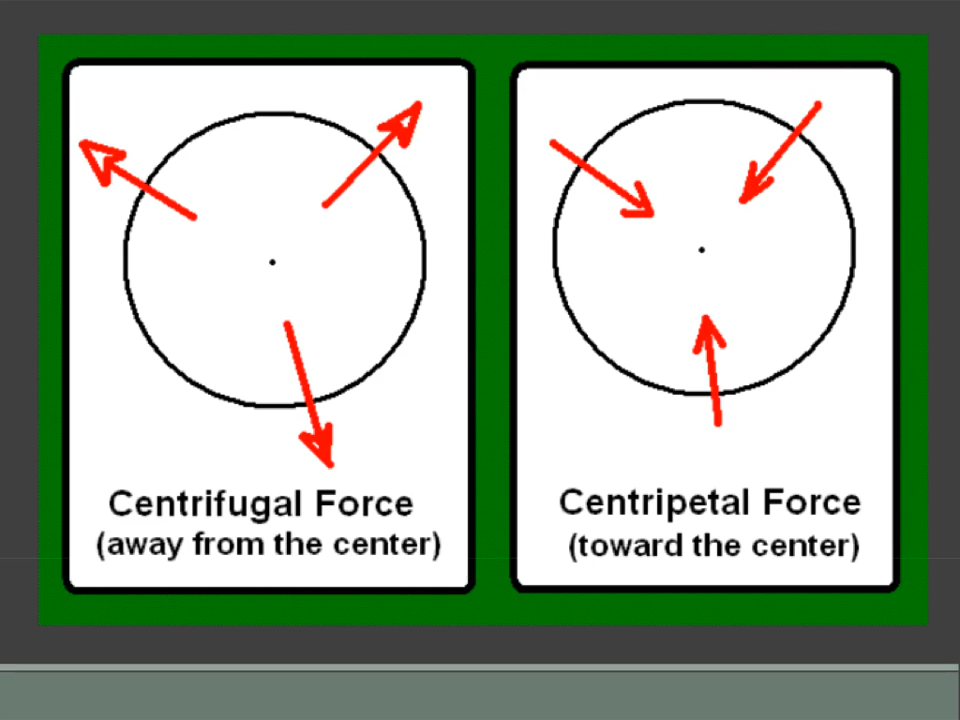 Centrifugal Force
(away from the center)
Centripetal Force
(toward the center)